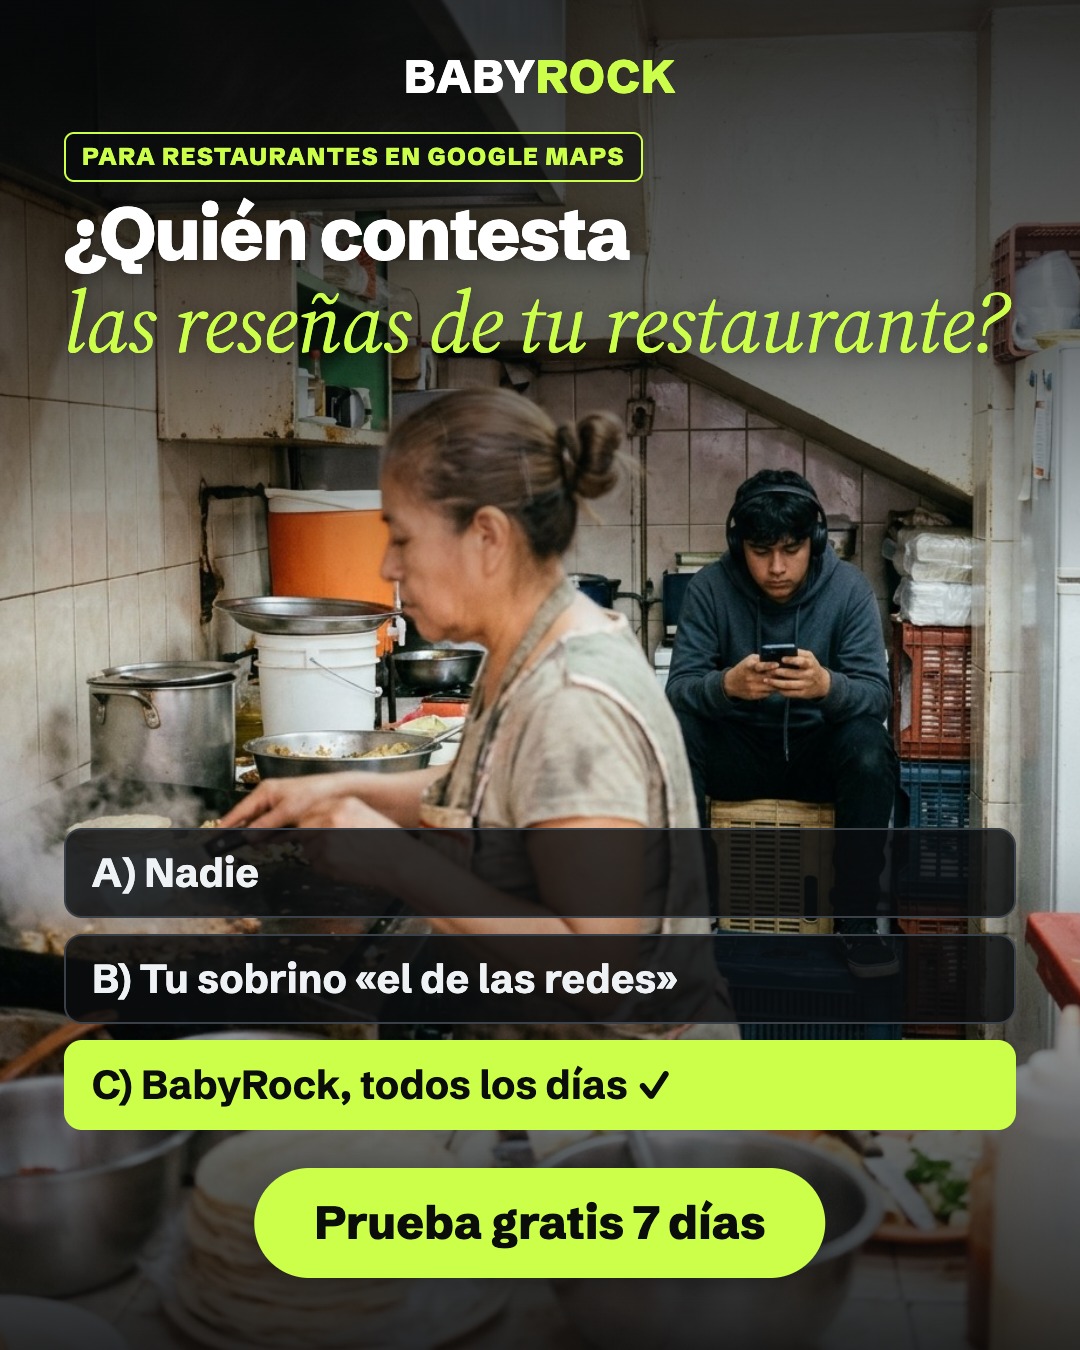 BABYROCK
PARA RESTAURANTES EN GOOGLE MAPS
¿Quién contesta
las reseñas de tu restaurante?
A) Nadie
B) Tu sobrino «el de las redes»
C) BabyRock, todos los días ✓
Prueba gratis 7 días